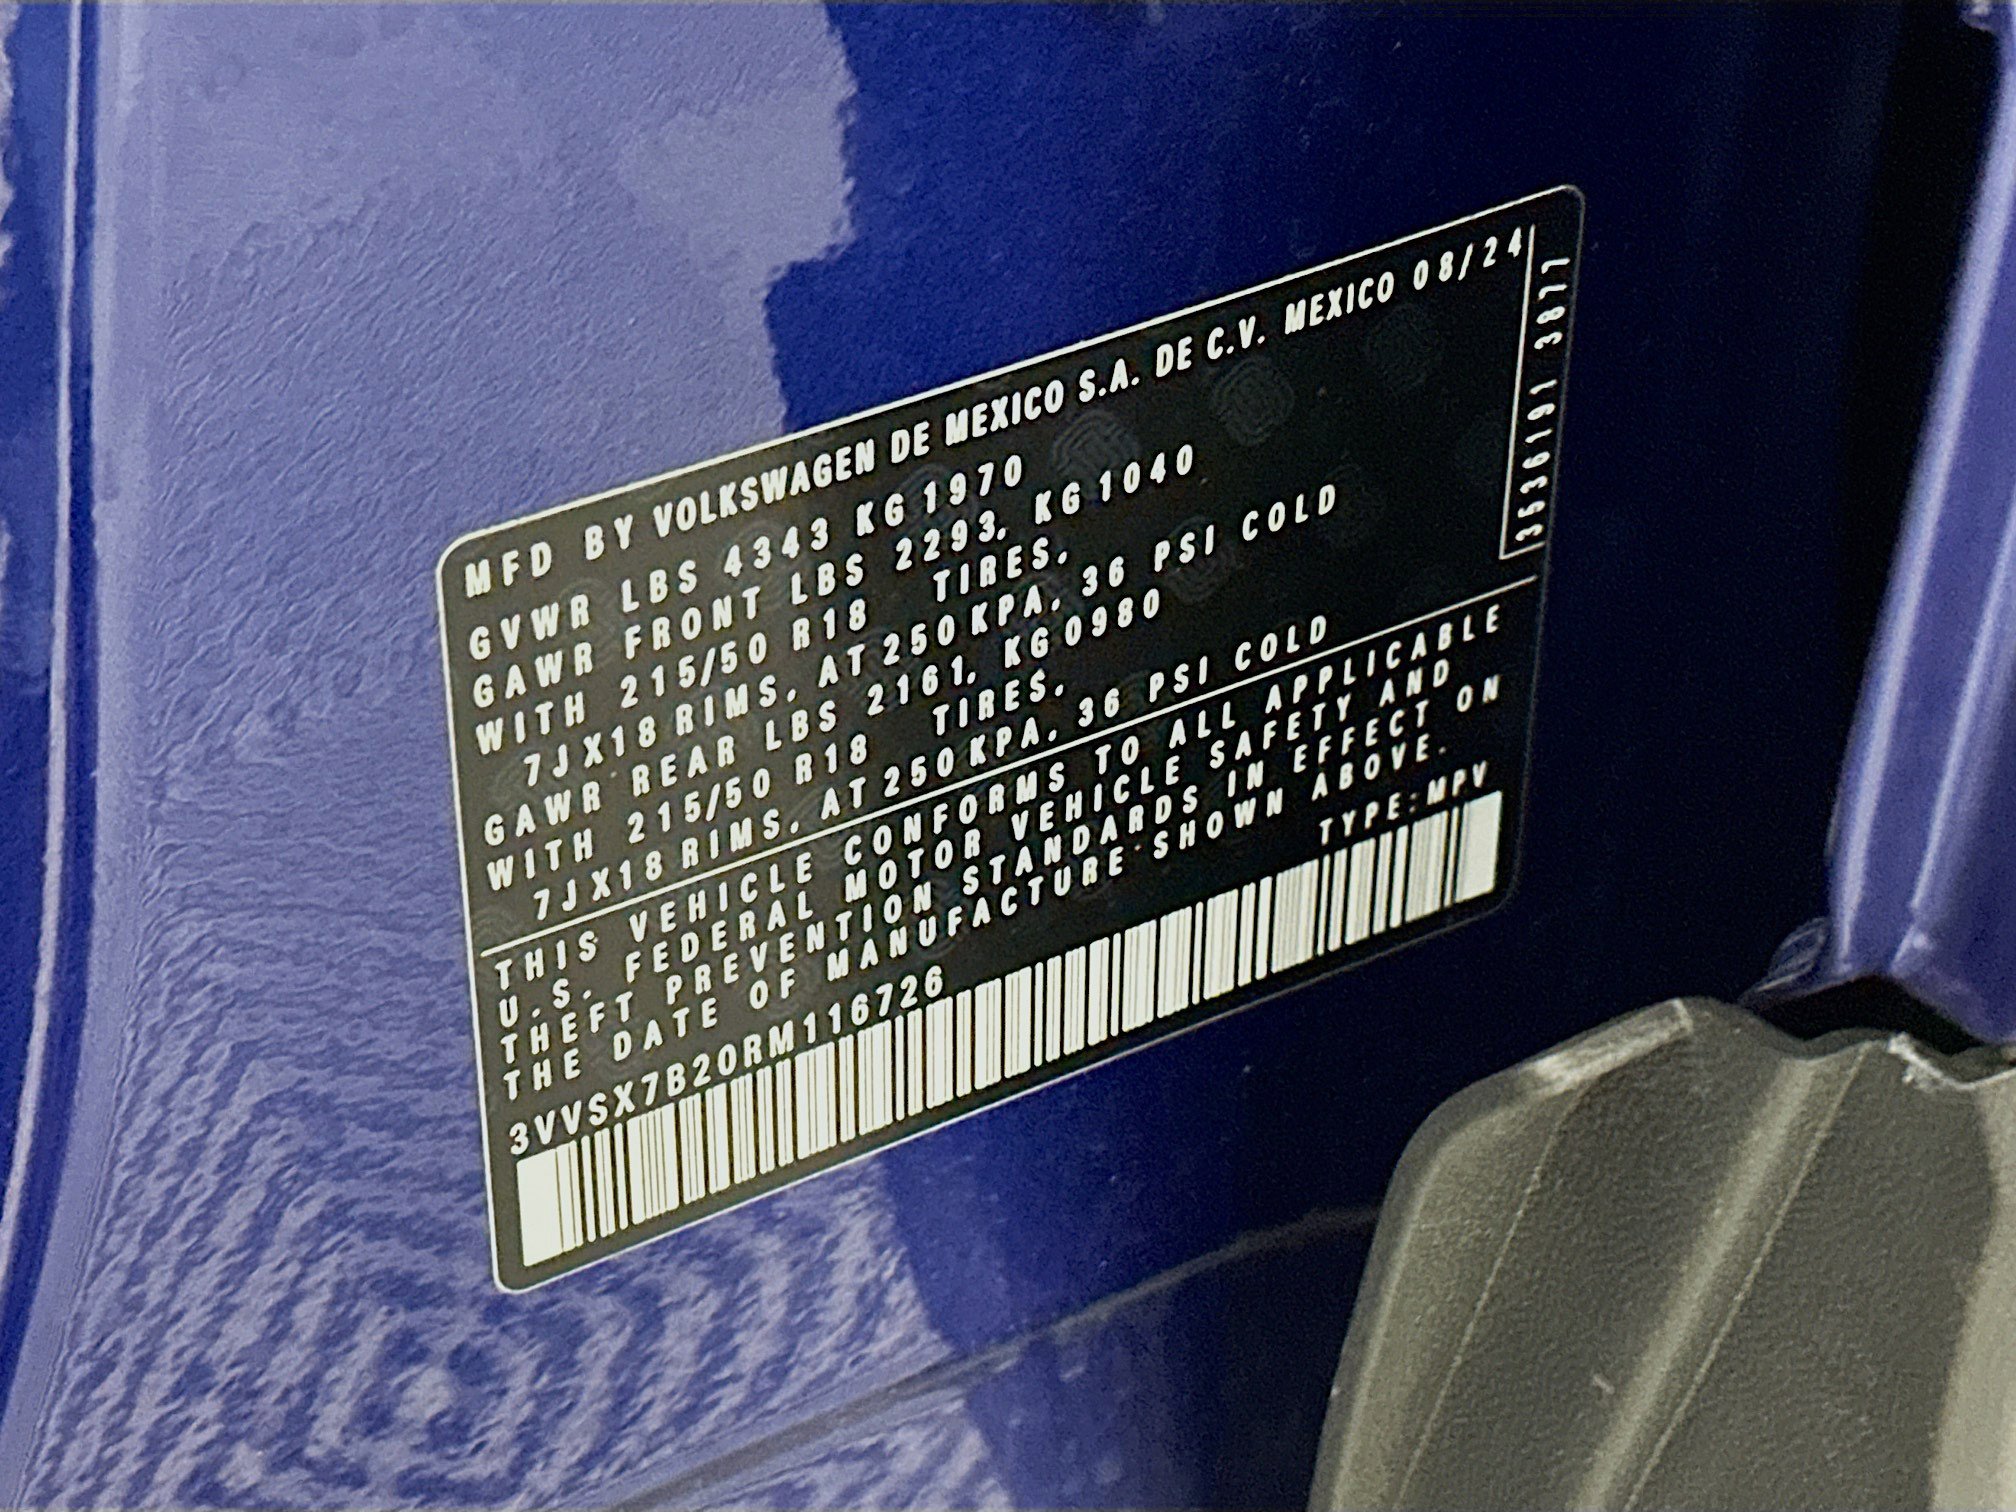 MFD BY VOLKSWAGEN DE MEXICO S.A. DE C.V. MEXICO 08/24
GVWR LBS 4343 KG 1970
GAWR FRONT LBS 2293. KG 1040
WITH 215/50 R18 TIRES.
7JX18 RIMS. AT 250 KPA. 36 PSI COLD
GAWR REAR LBS 2161. KG 0980
WITH 215/50 R18 TIRES.
7JX18 RIMS. AT 250 KPA. 36 PSI COLD
3536191 3877
THIS VEHICLE CONFORMS TO ALL APPLICABLE
U.S. FEDERAL MOTOR VEHICLE SAFETY AND
THEFT PREVENTION STANDARDS IN EFFECT ON
THE DATE OF MANUFACTURE SHOWN ABOVE.
TYPE:MPV
3VVSX7B20RM116726